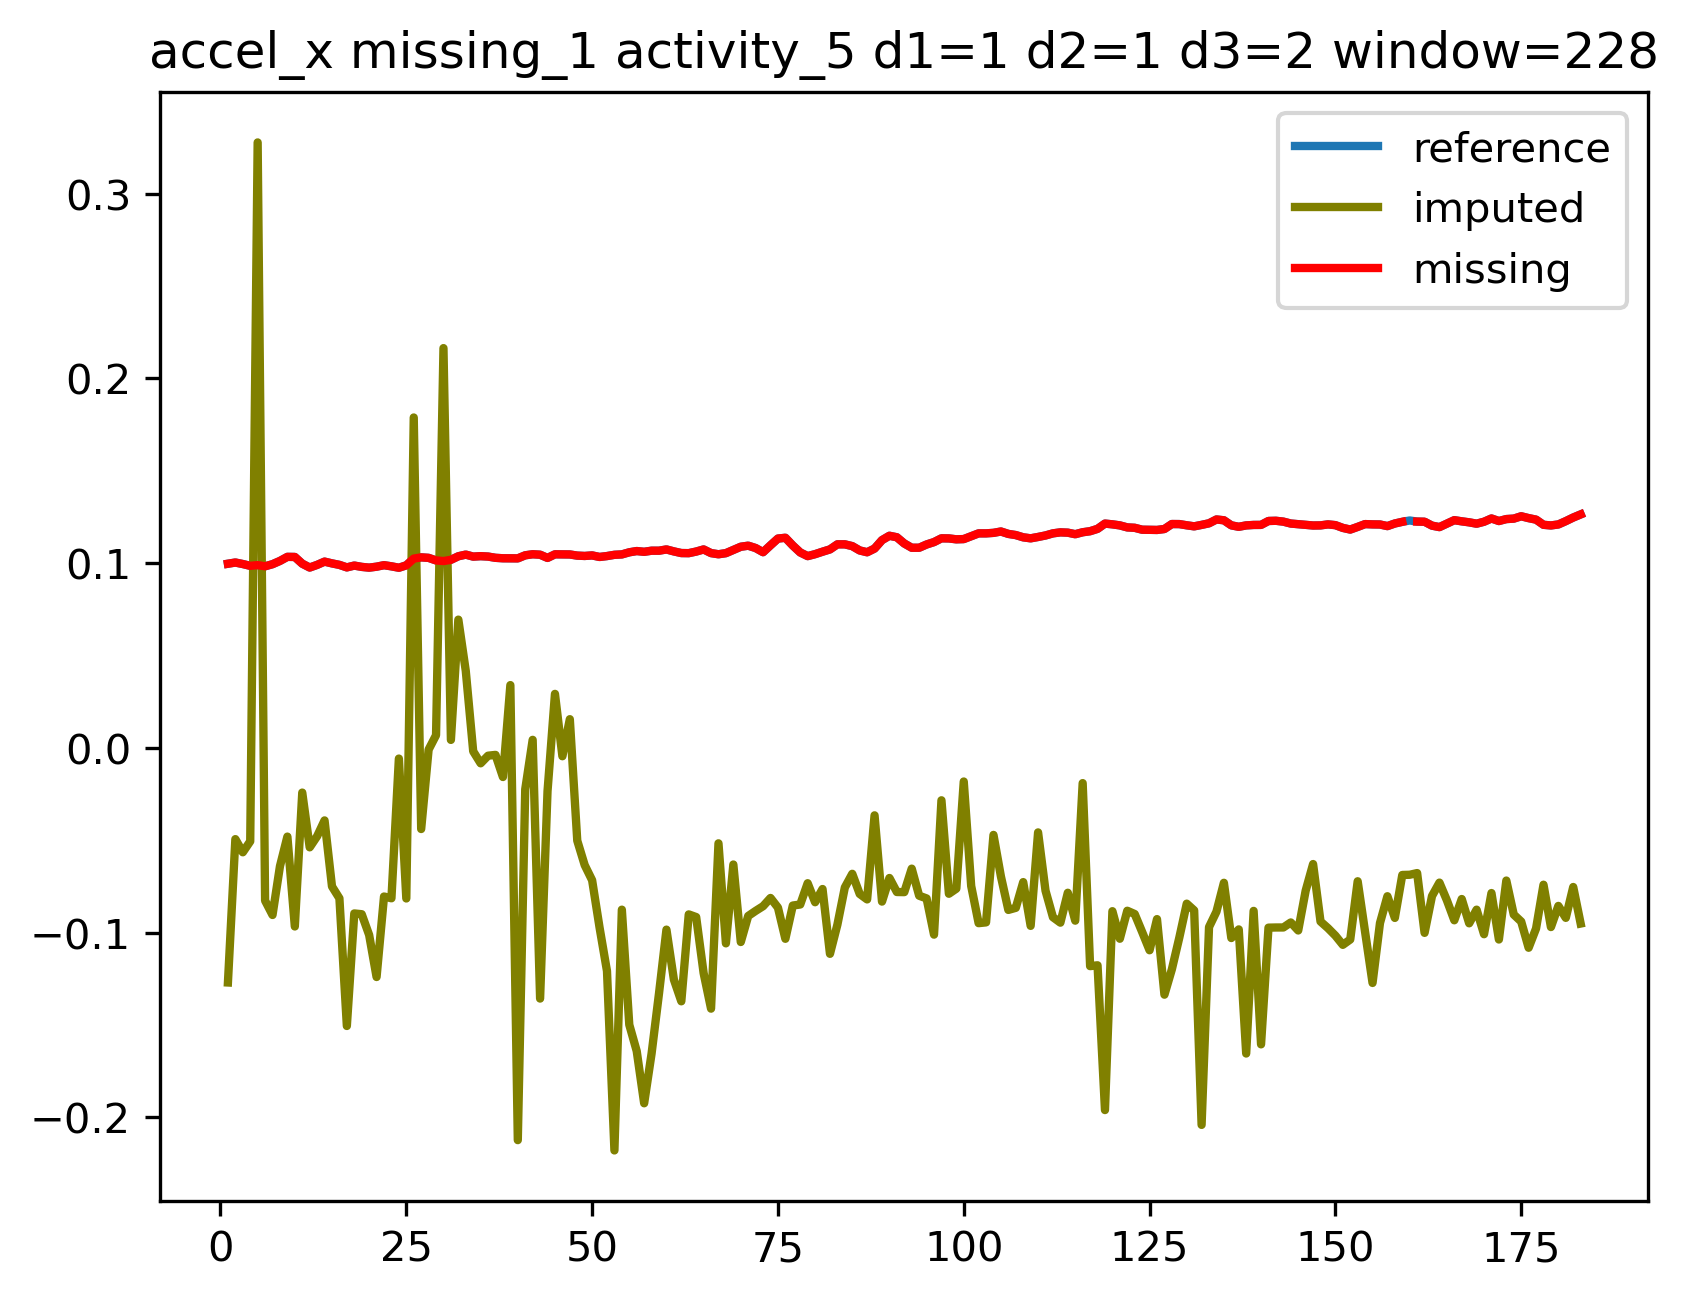 accel_x missing_1 activity_5 d1=1 d2=1 d3=2 window=228
reference
imputed
missing
0.3
0.2
0.1
0.0
−0.1
−0.2
0 25 50 75 100 125 150 175